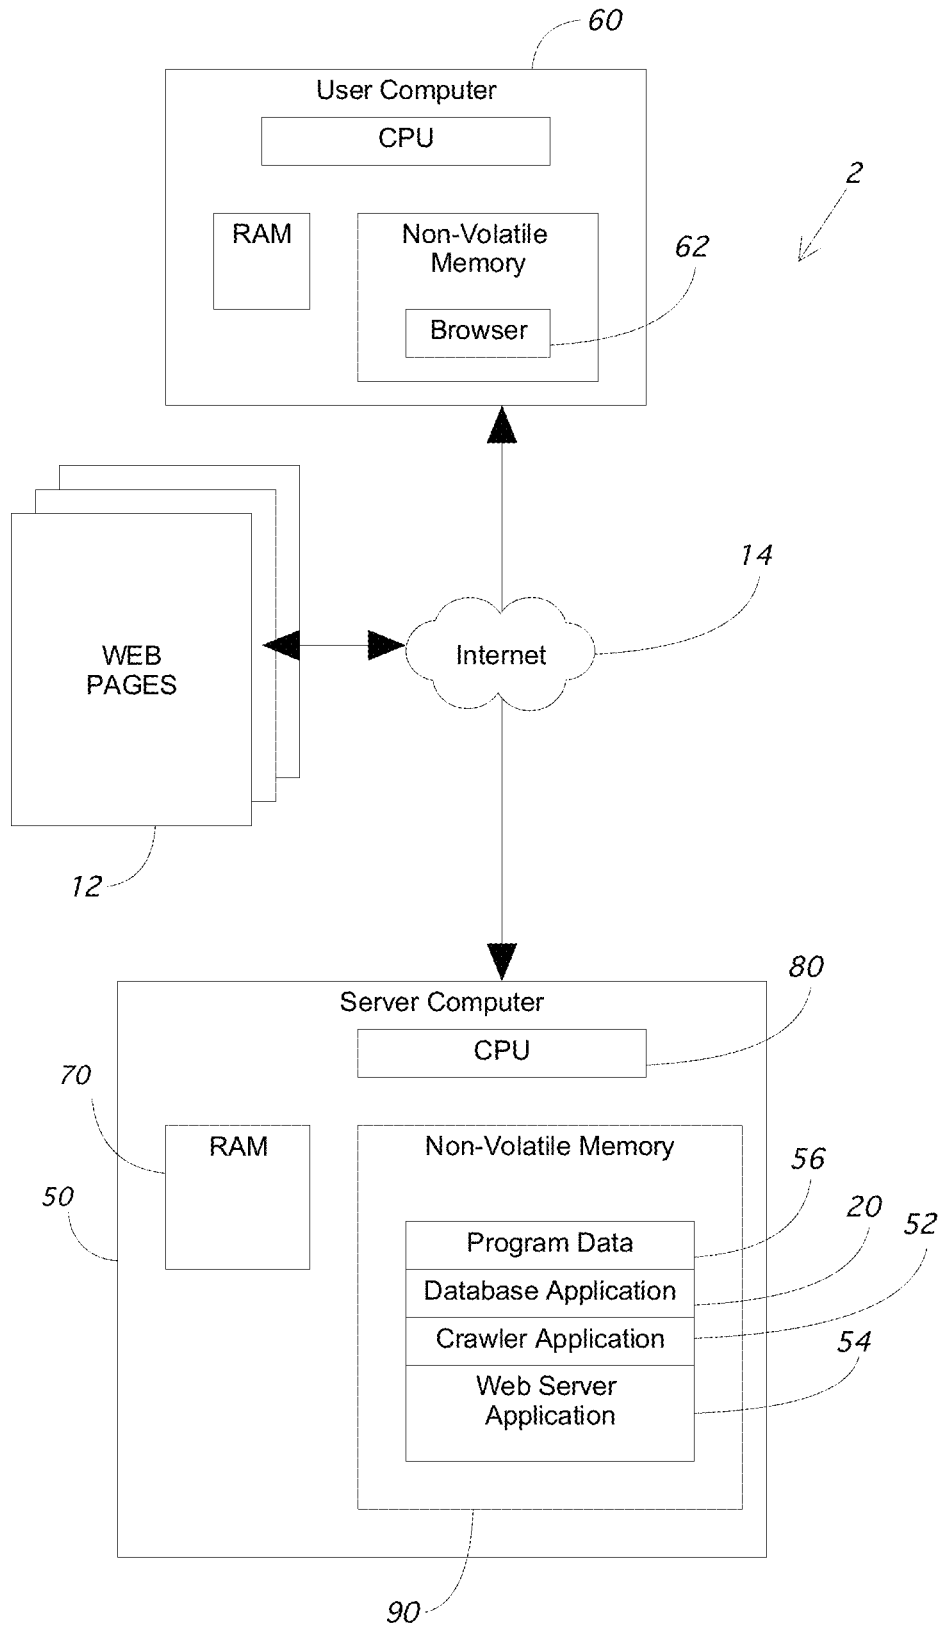 60
User Computer
CPU
2
RAM
Non-Volatile
Memory
62
Browser
14
WEB
PAGES
Internet
12
80
Server Computer
CPU
70
RAM
Non-Volatile Memory
56
50
20
52
Program Data
Database Application
Crawler Application
54
Web Server
Application
90